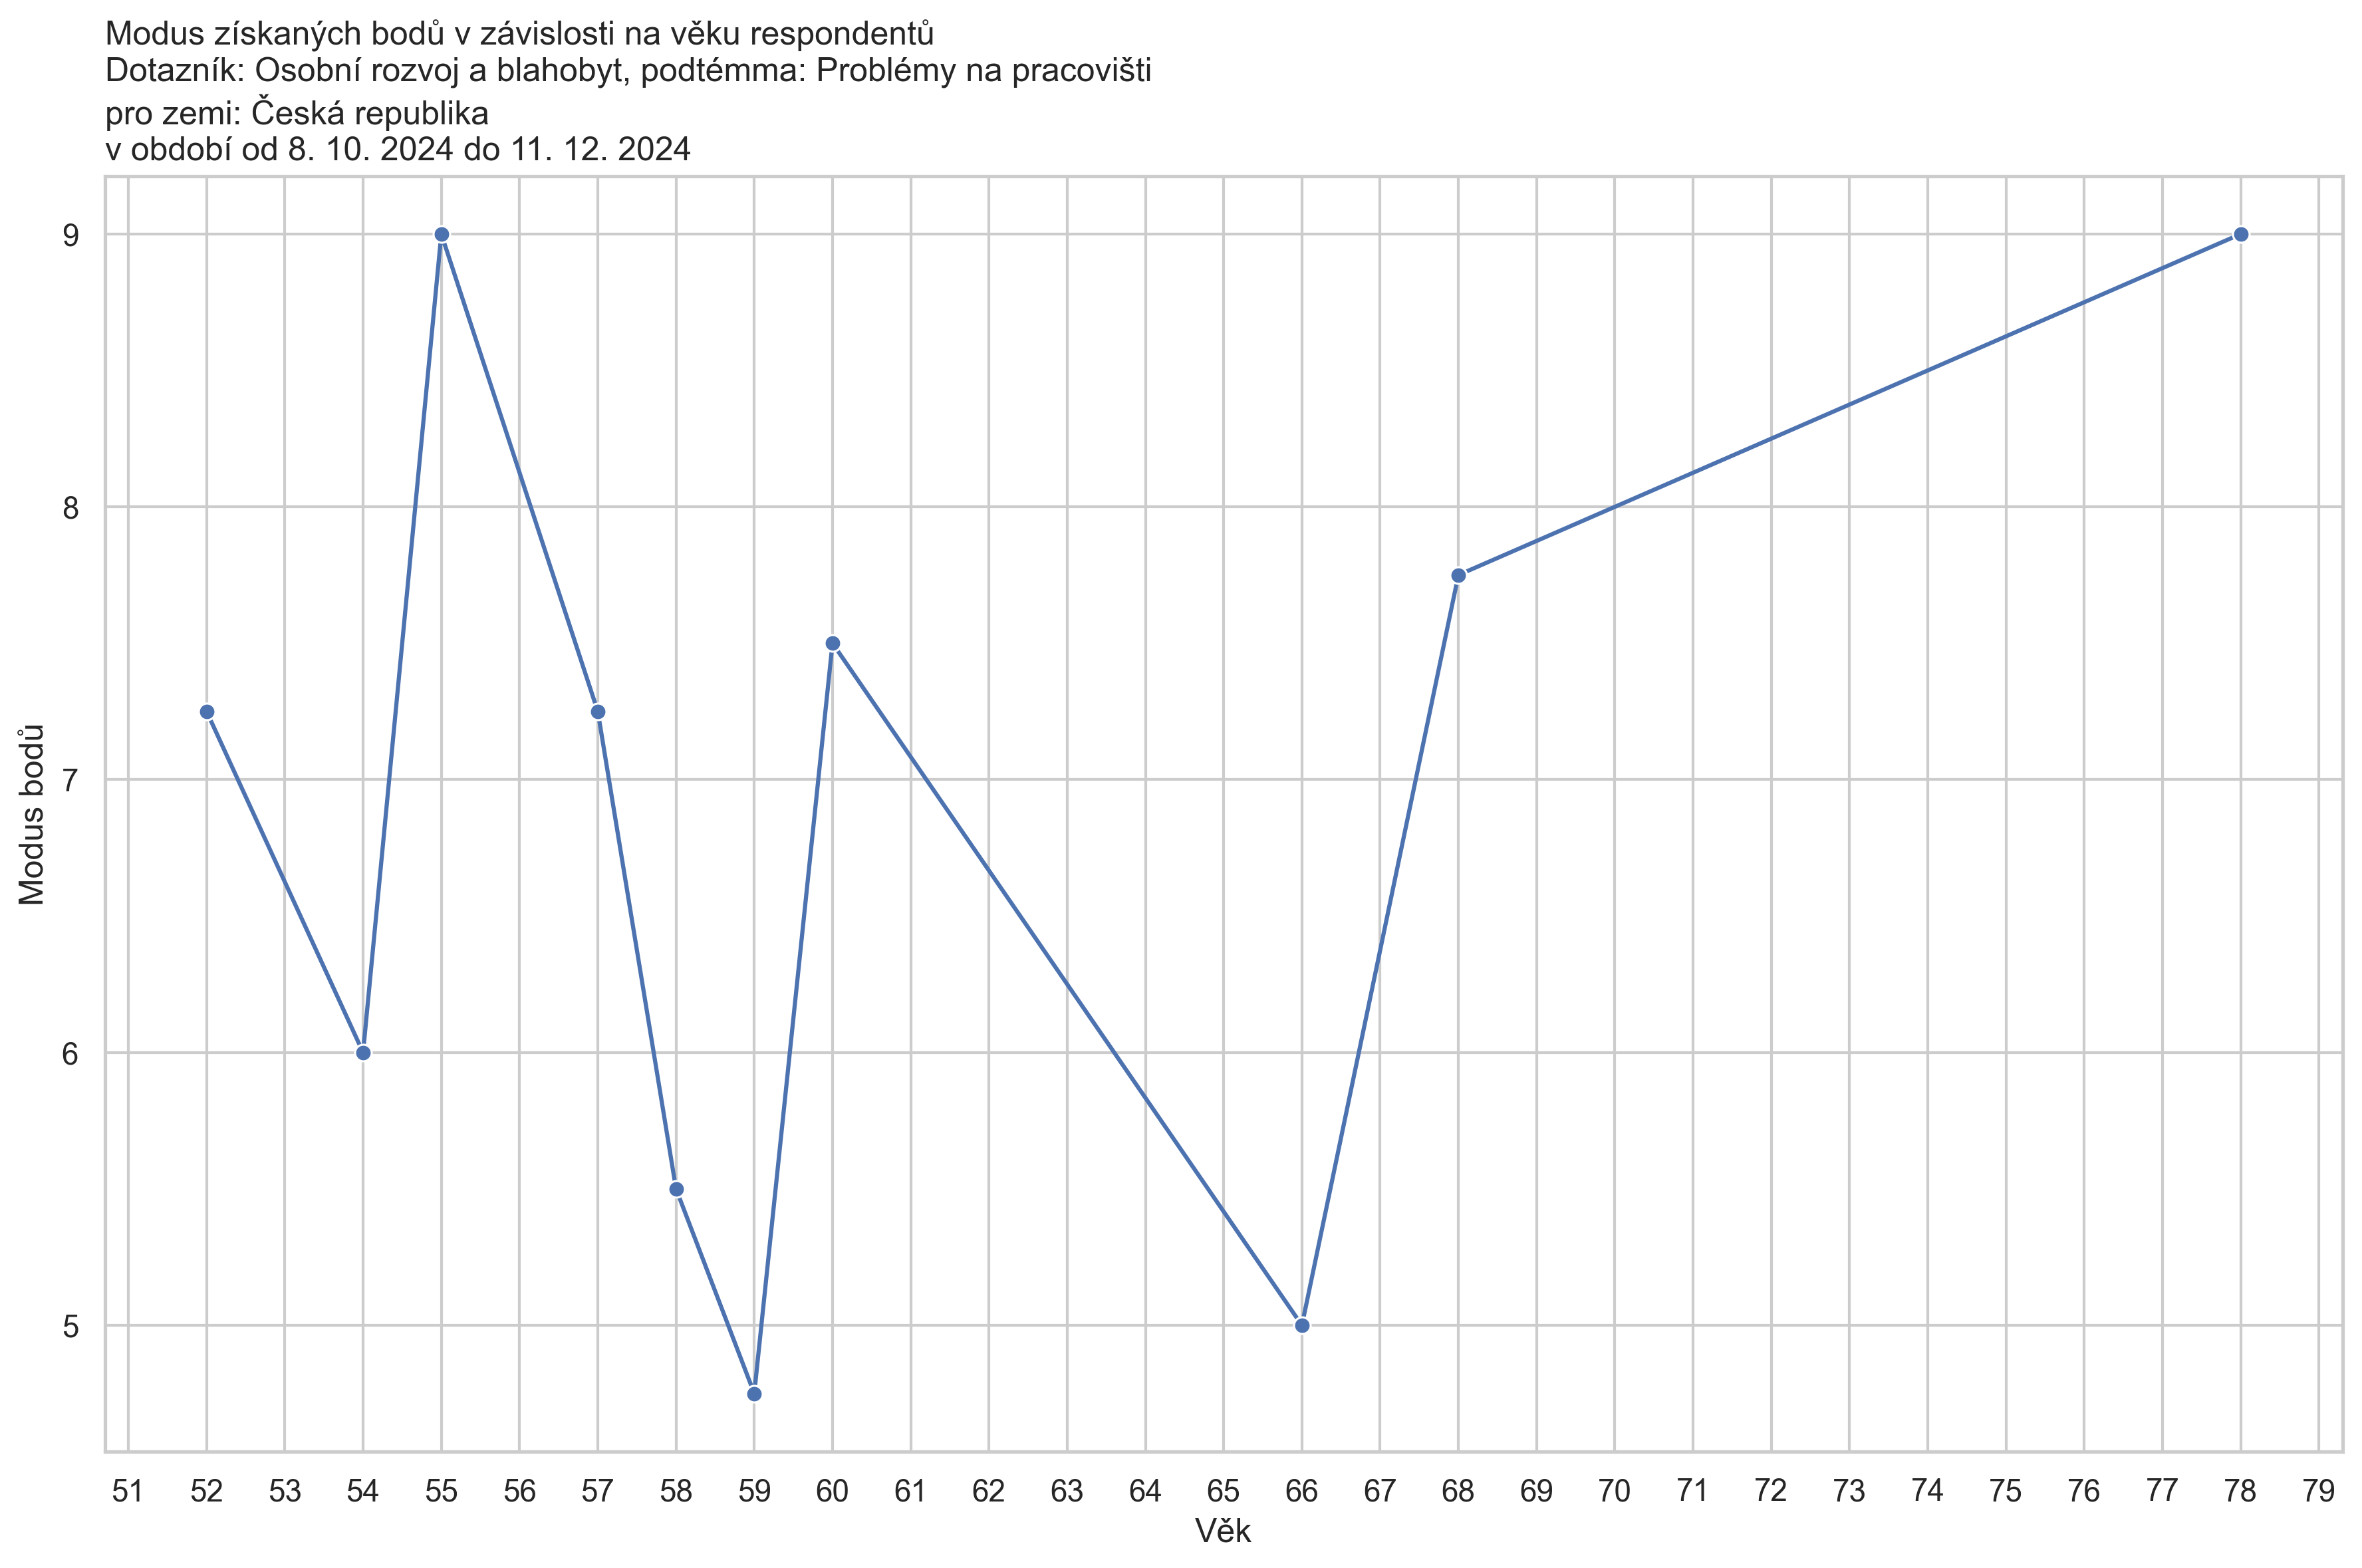 Modus získaných bodů v závislosti na věku respondentů
Dotazník: Osobní rozvoj a blahobyt, podtémma: Problémy na pracovišti
pro zemi: Česká republika
v období od 8. 10. 2024 do 11. 12. 2024
9
8
7
6
5
Modus bodů
51 52 53 54 55 56 57 58 59 60 61 62 63 64 65 66 67 68 69 70 71 72 73 74 75 76 77 78 79
Věk